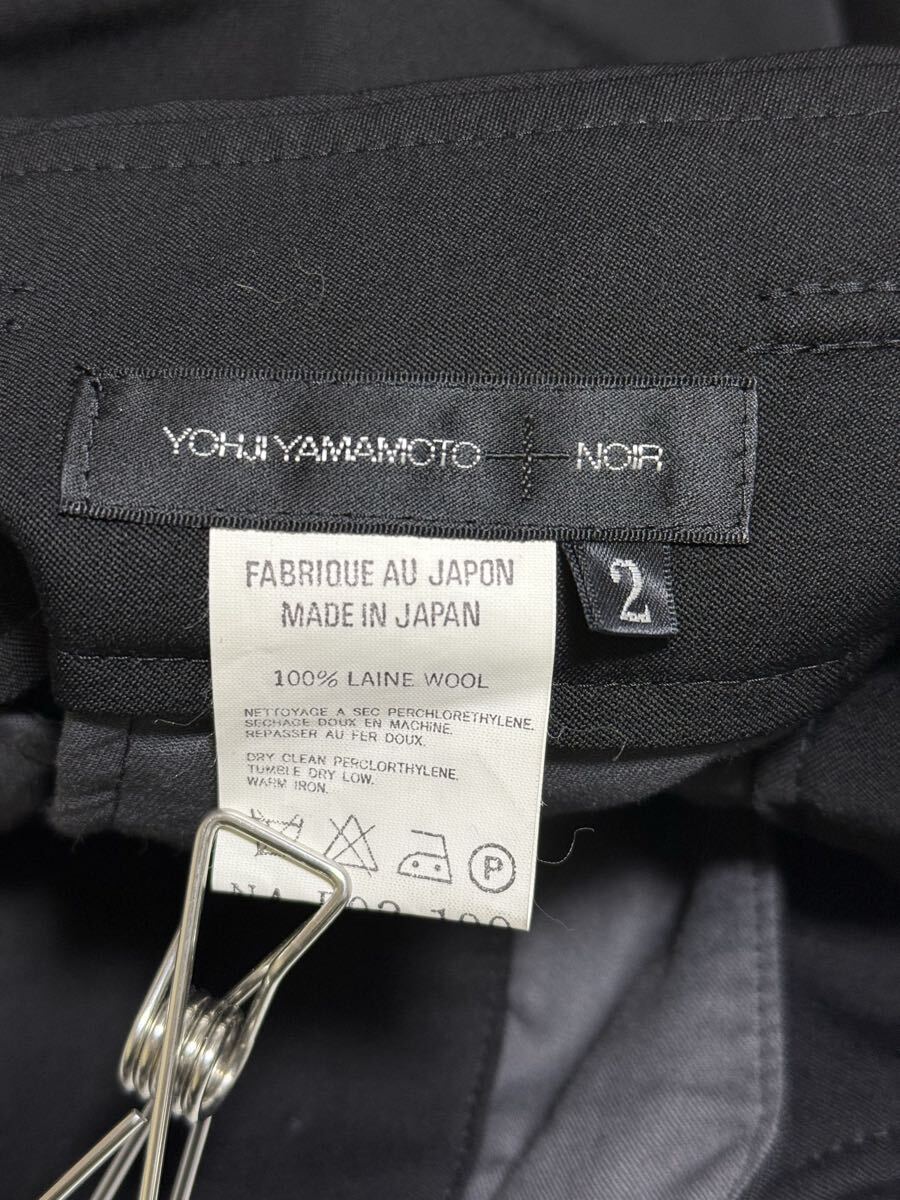 YOHJI YAMAMOTO + NOIR
2
FABRIQUE AU JAPON
MADE IN JAPAN
100% LAINE WOOL
NETTOYAGE A SEC PERCHLORETHYLENE.
SECHAGE DOUX EN MACHINE.
REPASSER AU FER DOUX.
DRY CLEAN PERCLORTHYLENE.
TUMBLE DRY LOW.
WARM IRON.
P